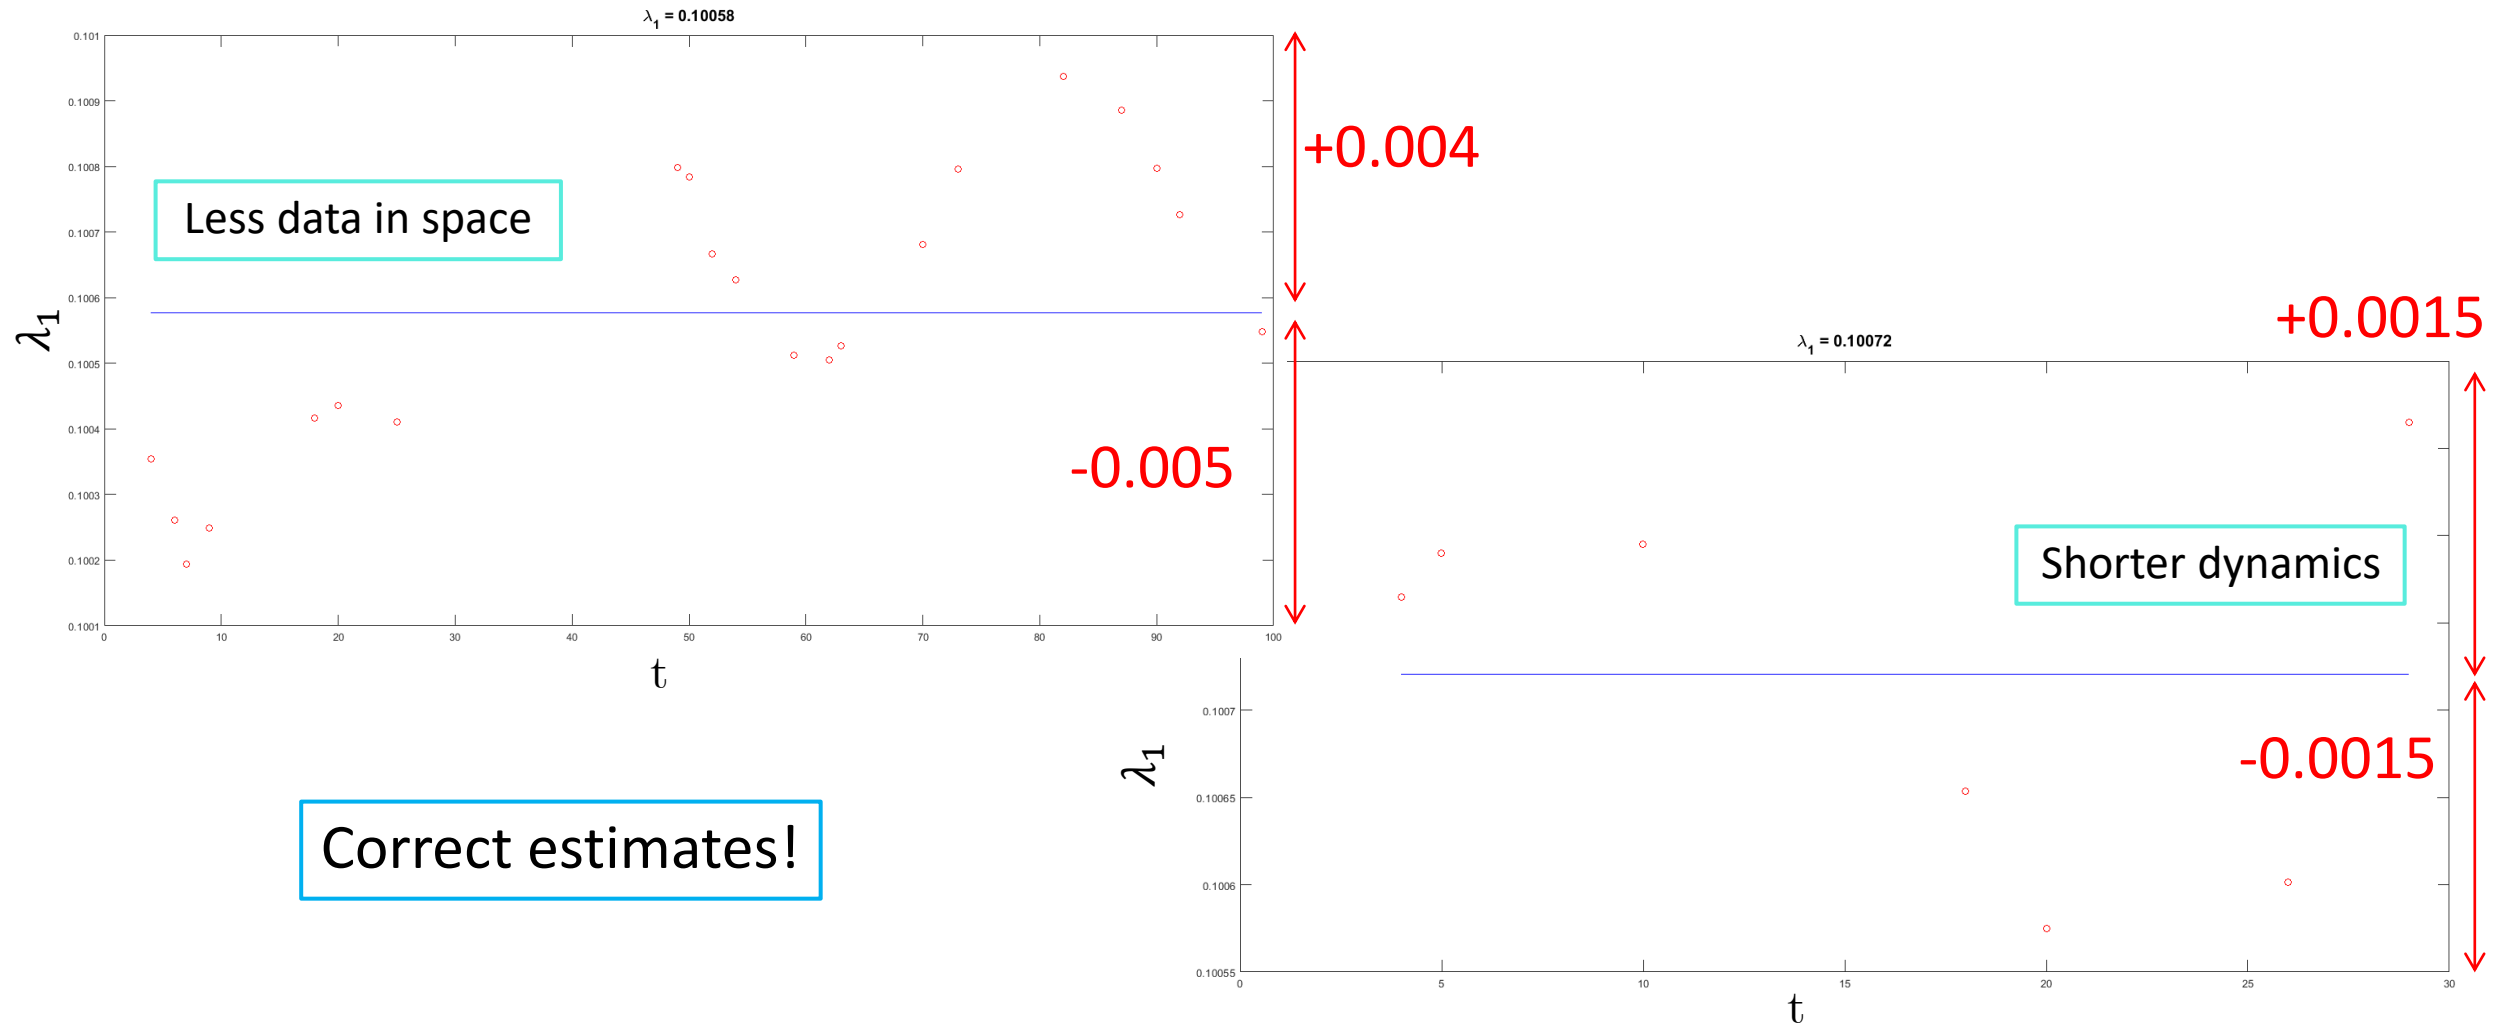 λ1 = 0.10058
0.101
0.1009
0.1008
0.1007
0.1006
0.1005
0.1004
0.1003
0.1002
0.1001
λ1
Less data in space
+0.004
-0.005
0 10 20 30 40 50 60 70 80 90 100
t
+0.0015
λ1 = 0.10072
Shorter dynamics
-0.0015
0.1007
0.10065
0.1006
0.10055
λ1
0 5 10 15 20 25 30
t
Correct estimates!